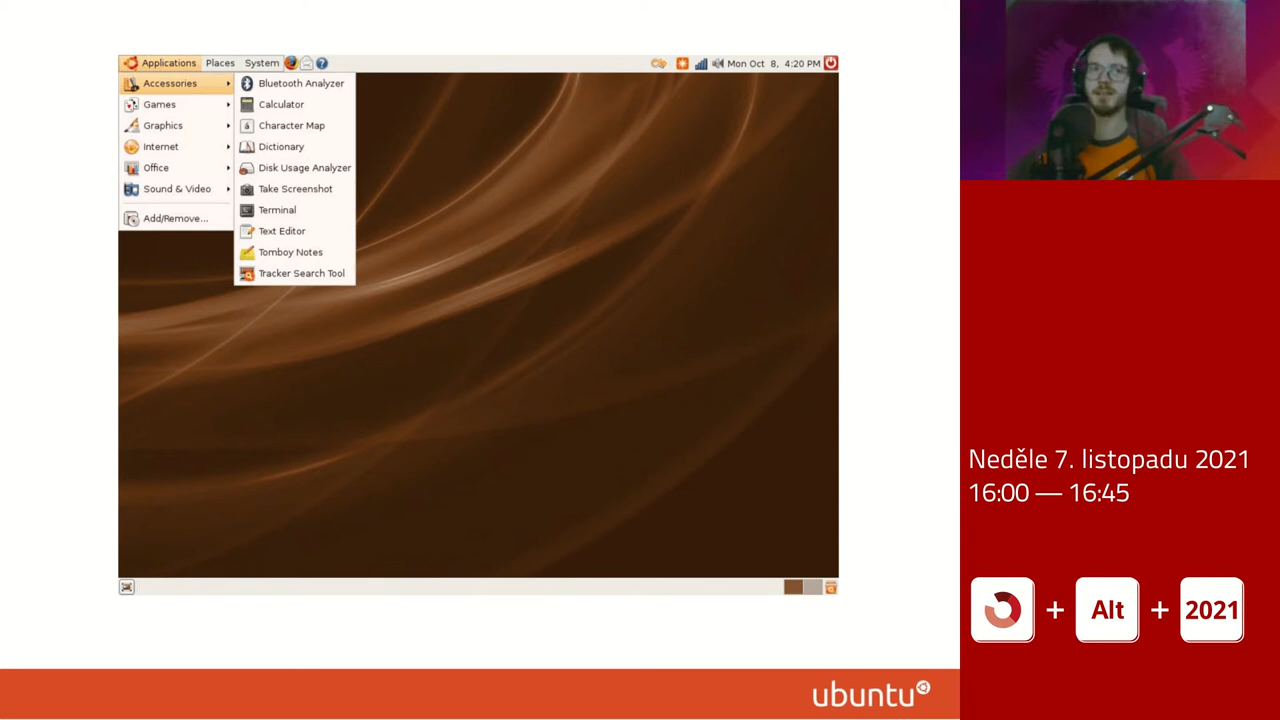 Applications Places System
Mon Oct 8, 4:20 PM
Accessories
Games
Graphics
Internet
Office
Sound & Video
Add/Remove...
Bluetooth Analyzer
Calculator
Character Map
Dictionary
Disk Usage Analyzer
Take Screenshot
Terminal
Text Editor
Tomboy Notes
Tracker Search Tool
Neděle 7. listopadu 2021
16:00 — 16:45
+ Alt + 2021
ubuntu